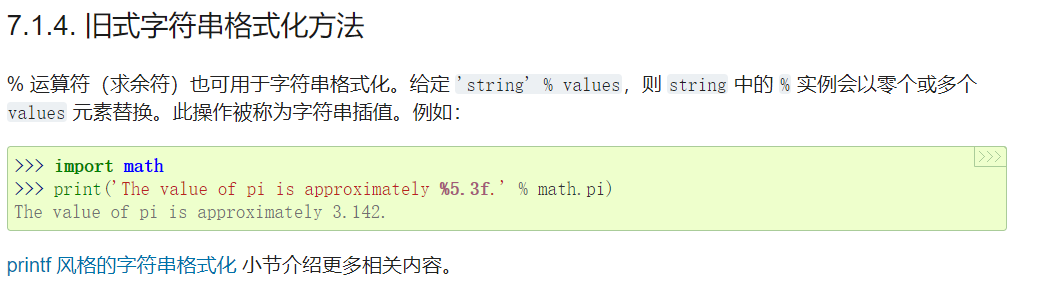 7.1.4. 旧式字符串格式化方法
% 运算符（求余符）也可用于字符串格式化。给定 'string' % values，则 string 中的 % 实例会以零个或多个
values 元素替换。此操作被称为字符串插值。例如：
>>>
>>> import math
>>> print('The value of pi is approximately %5.3f.' % math.pi)
The value of pi is approximately 3.142.
printf 风格的字符串格式化 小节介绍更多相关内容。